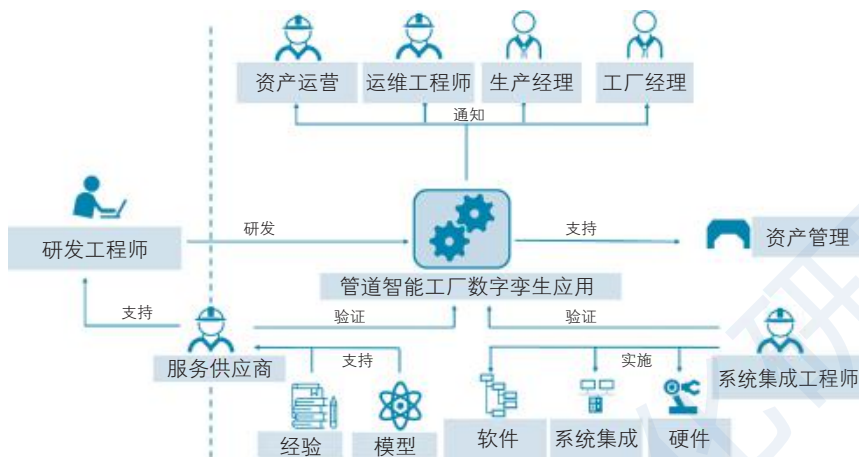 资产运营
运维工程师
生产经理
工厂经理
通知
研发工程师
研发
支持
资产管理
管道智能工厂数字孪生应用
支持
验证
验证
服务供应商
支持
实施
系统集成工程师
经验
模型
软件
系统集成
硬件